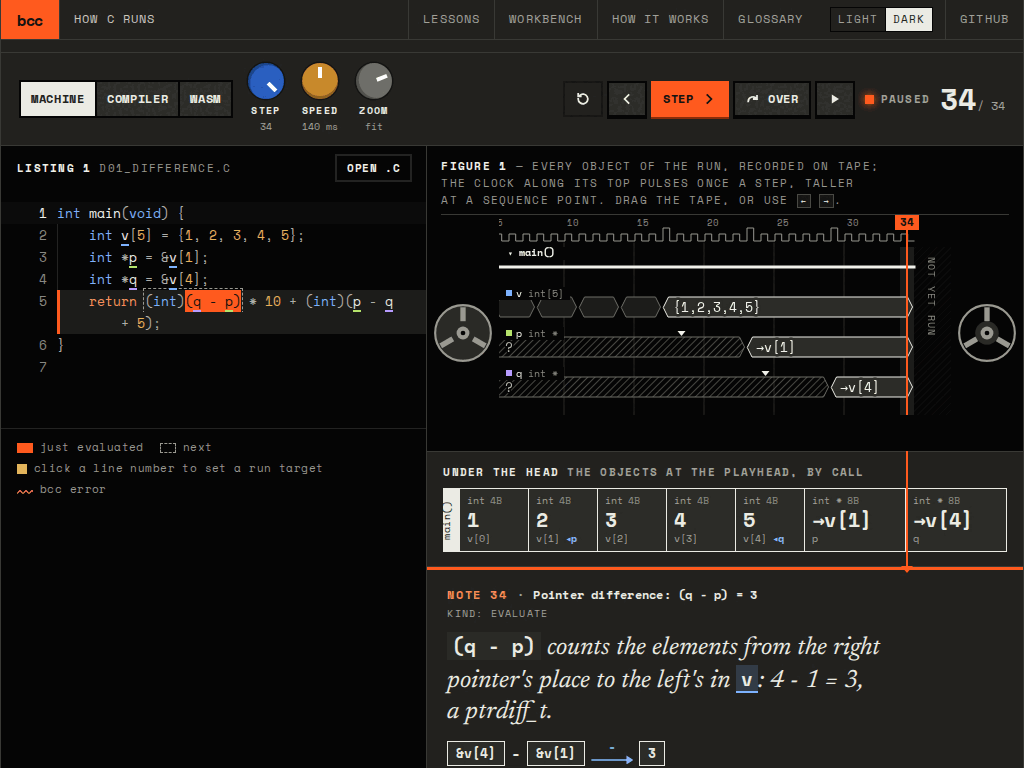 bcc HOW C RUNS LESSONS WORKBENCH HOW IT WORKS GLOSSARY LIGHT DARK GITHUB
MACHINE COMPILER WASM
STEP SPEED ZOOM
34 140 ms fit
STEP OVER PAUSED 34 / 34
LISTING 1 D01_DIFFERENCE.C OPEN .C
1 int main(void) {
2 int v[5] = {1, 2, 3, 4, 5};
3 int *p = &v[1];
4 int *q = &v[4];
5 return (int)(q - p) * 10 + (int)(p - q
+ 5);
6 }
7
just evaluated next
click a line number to set a run target
bcc error
FIGURE 1 — EVERY OBJECT OF THE RUN, RECORDED ON TAPE;
THE CLOCK ALONG ITS TOP PULSES ONCE A STEP, TALLER
AT A SEQUENCE POINT. DRAG THE TAPE, OR USE ← →.
5 10 15 20 25 30 34
▾ main()
v int[5]
{1,2,3,4,5}
p int *
? →v[1]
q int *
? →v[4]
NOT YET RUN
UNDER THE HEAD THE OBJECTS AT THE PLAYHEAD, BY CALL
main()
int 4B int 4B int 4B int 4B int 4B int * 8B int * 8B
1 2 3 4 5 →v[1] →v[4]
v[0] v[1] ◂p v[2] v[3] v[4] ◂q p q
NOTE 34 · Pointer difference: (q - p) = 3
KIND: EVALUATE
(q - p) counts the elements from the right
pointer's place to the left's in v: 4 - 1 = 3,
a ptrdiff_t.
&v[4] - &v[1] - 3